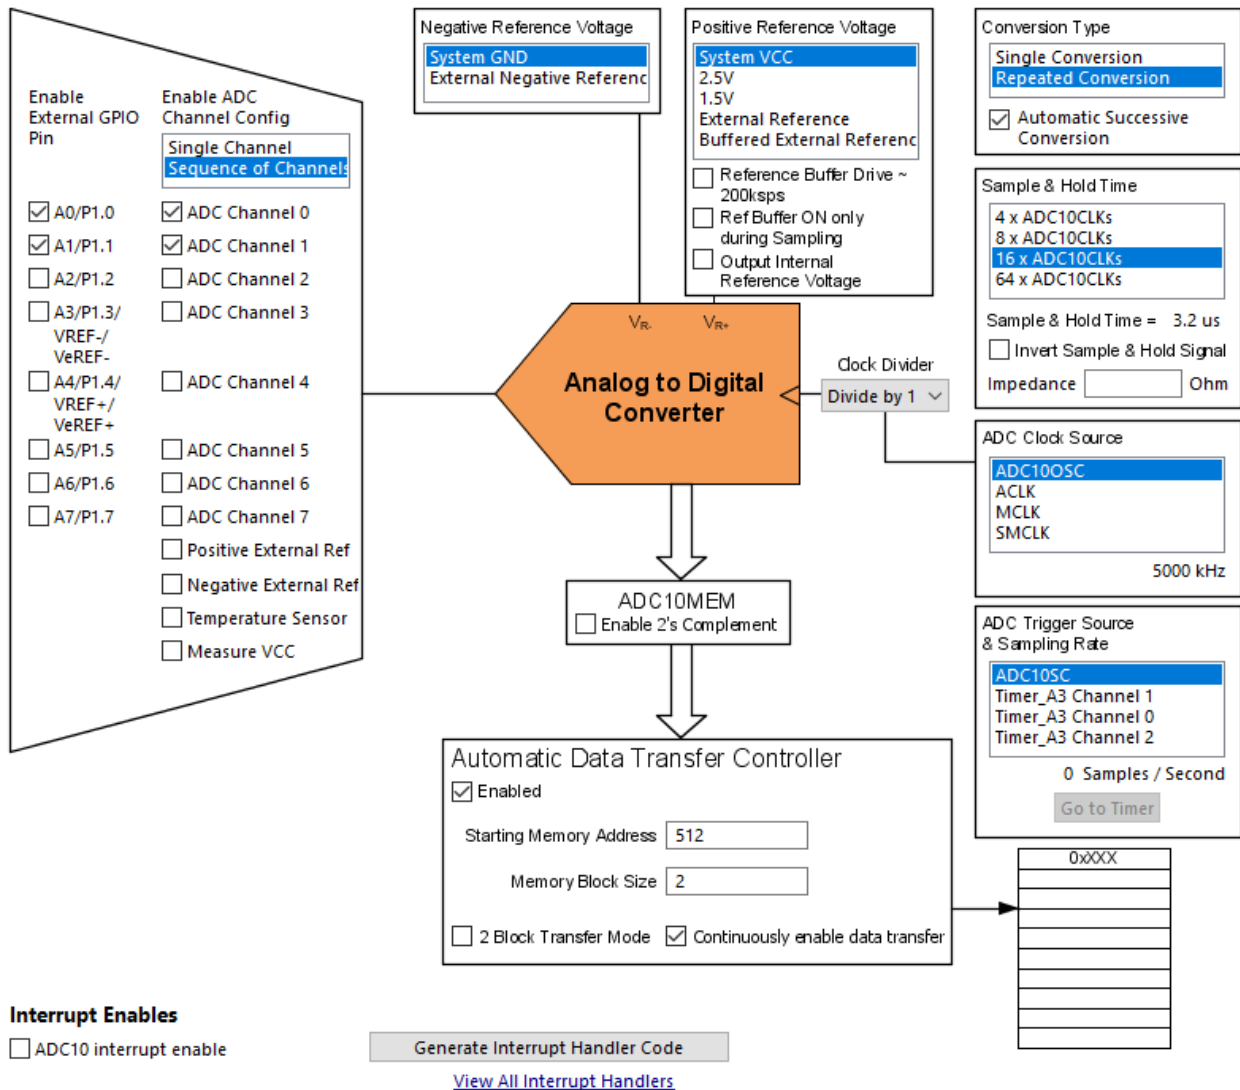 Negative Reference Voltage
System GND
External Negative Referenc
Positive Reference Voltage
System VCC
2.5V
1.5V
External Reference
Buffered External Referenc
Reference Buffer Drive ~
200ksps
Ref Buffer ON only
during Sampling
Output Internal
Reference Voltage
Conversion Type
Single Conversion
Repeated Conversion
Automatic Successive
Conversion
Enable
External GPIO
Pin
Enable ADC
Channel Config
Single Channel
Sequence of Channels
A0/P1.0
ADC Channel 0
A1/P1.1
ADC Channel 1
A2/P1.2
ADC Channel 2
A3/P1.3/
VREF-/
VeREF-
ADC Channel 3
A4/P1.4/
VREF+/
VeREF+
ADC Channel 4
A5/P1.5
ADC Channel 5
A6/P1.6
ADC Channel 6
A7/P1.7
ADC Channel 7
Positive External Ref
Negative External Ref
Temperature Sensor
Measure VCC
Sample & Hold Time
4 x ADC10CLKs
8 x ADC10CLKs
16 x ADC10CLKs
64 x ADC10CLKs
Sample & Hold Time = 3.2 us
Invert Sample & Hold Signal
Impedance Ohm
VR- VR+
Analog to Digital
Converter
Clock Divider
Divide by 1
ADC Clock Source
ADC10OSC
ACLK
MCLK
SMCLK
5000 kHz
ADC10MEM
Enable 2's Complement
ADC Trigger Source
& Sampling Rate
ADC10SC
Timer_A3 Channel 1
Timer_A3 Channel 0
Timer_A3 Channel 2
0 Samples / Second
Go to Timer
Automatic Data Transfer Controller
Enabled
Starting Memory Address 512
Memory Block Size 2
2 Block Transfer Mode
Continuously enable data transfer
0xXXX
Interrupt Enables
ADC10 interrupt enable
Generate Interrupt Handler Code
View All Interrupt Handlers